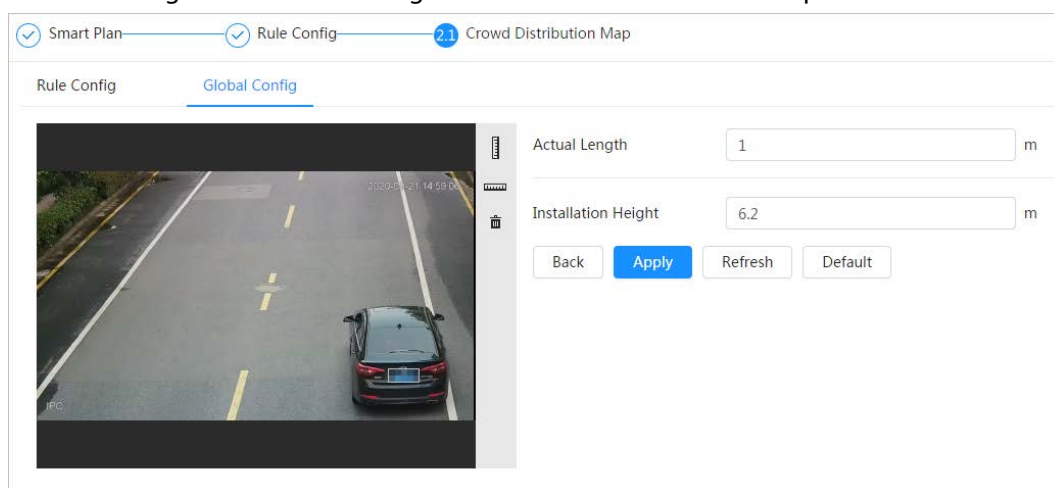 Smart Plan
Rule Config
2.1 Crowd Distribution Map
Rule Config
Global Config
Actual Length
1
m
Installation Height
6.2
m
Back
Apply
Refresh
Default
IPC